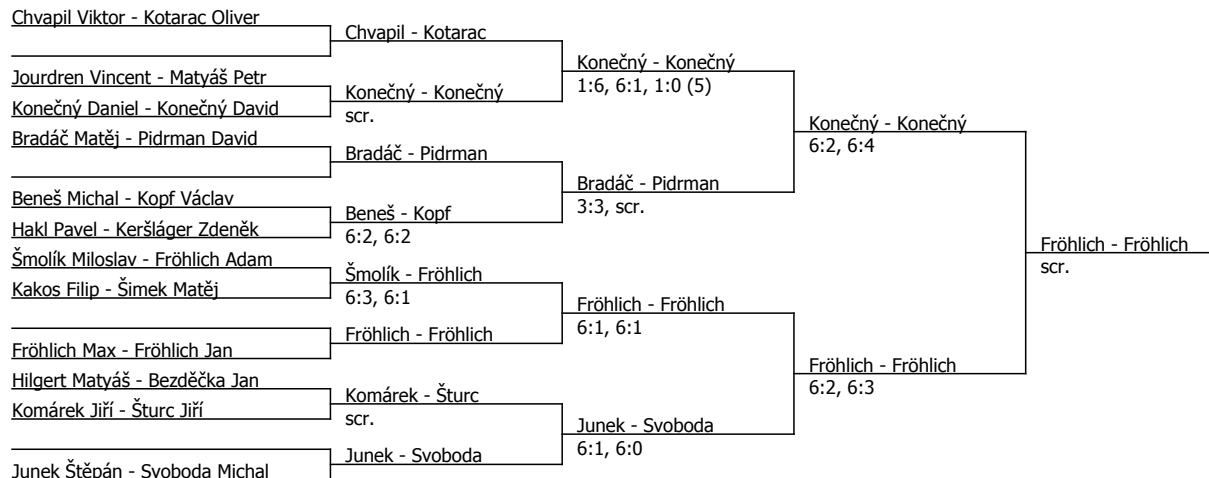 Chvapil Viktor - Kotarac Oliver
Jourdren Vincent - Matyáš Petr
Konečný Daniel - Konečný David
Bradáč Matěj - Pidrman David
Beneš Michal - Kopf Václav
Hakl Pavel - Keršláger Zdeněk
Šmolík Miloslav - Fröhlich Adam
Kakos Filip - Šimek Matěj
Fröhlich Max - Fröhlich Jan
Hilgert Matyáš - Bezděčka Jan
Komárek Jiří - Šturc Jiří
Junek Štěpán - Svoboda Michal
Chvapil - Kotarac
Konečný - Konečný
scr.
Bradáč - Pidrman
Beneš - Kopf
6:2, 6:2
Šmolík - Fröhlich
6:3, 6:1
Fröhlich - Fröhlich
Komárek - Šturc
scr.
Junek - Svoboda
Konečný - Konečný
1:6, 6:1, 1:0 (5)
Bradáč - Pidrman
3:3, scr.
Fröhlich - Fröhlich
6:1, 6:1
Junek - Svoboda
6:1, 6:0
Konečný - Konečný
6:2, 6:4
Fröhlich - Fröhlich
6:2, 6:3
Fröhlich - Fröhlich
scr.